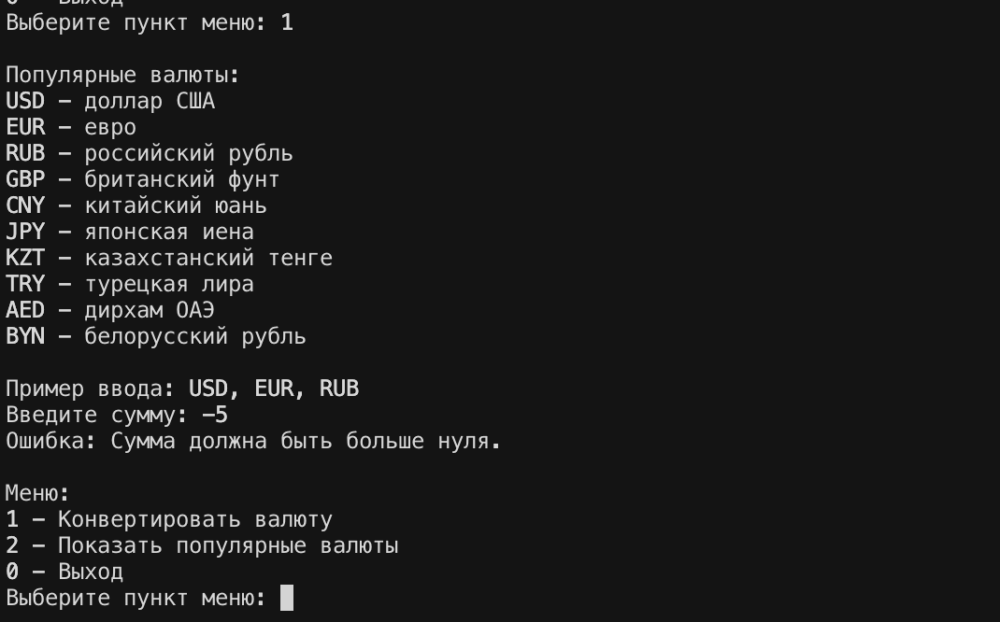 0 – Выход
Выберите пункт меню: 1
Популярные валюты:
USD – доллар США
EUR – евро
RUB – российский рубль
GBP – британский фунт
CNY – китайский юань
JPY – японская иена
KZT – казахстанский тенге
TRY – турецкая лира
AED – дирхам ОАЭ
BYN – белорусский рубль
Пример ввода: USD, EUR, RUB
Введите сумму: -5
Ошибка: Сумма должна быть больше нуля.
Меню:
1 – Конвертировать валюту
2 – Показать популярные валюты
0 – Выход
Выберите пункт меню: